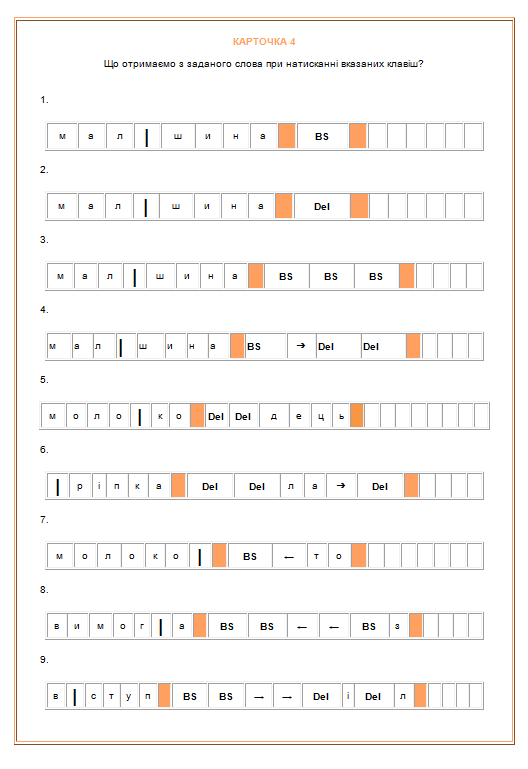 КАРТОЧКА 4
Що отримаємо з заданого слова при натисканні вказаних клавіш?
1.
м а л | ш и н а BS
2.
м а л | ш и н а Del
3.
м а л | ш и н а BS BS BS
4.
м а л | ш и н а BS → Del Del
5.
м о л о | к о Del Del д е ц ь
6.
| р і п к а Del Del л а → Del
7.
м о л о к о | BS ← т о
8.
в и м о г | а BS BS ← ← BS з
9.
в | с т у п BS BS → → Del і Del л